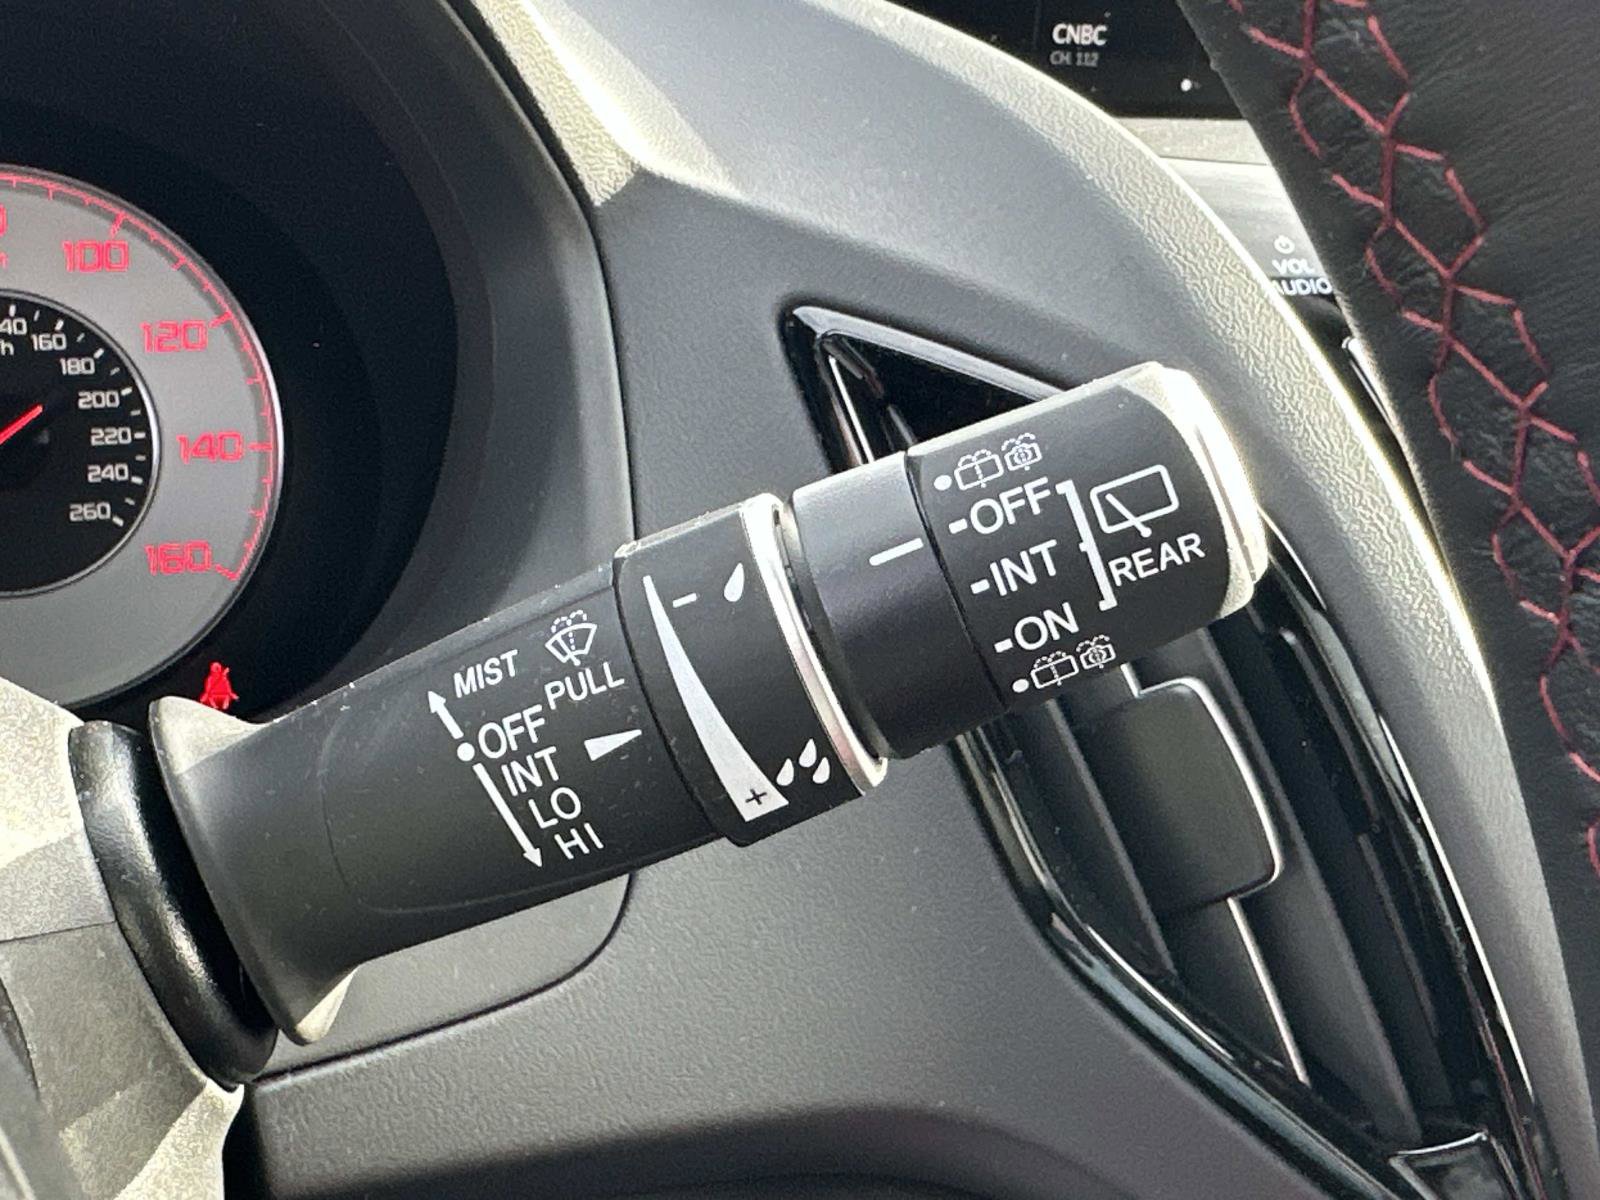 CNBC
CH 112
VOL
AUDIO
100
120
140
160
160
180
200
220
240
260
OFF
INT
ON
REAR
-
+
MIST
PULL
OFF
INT
LO
HI